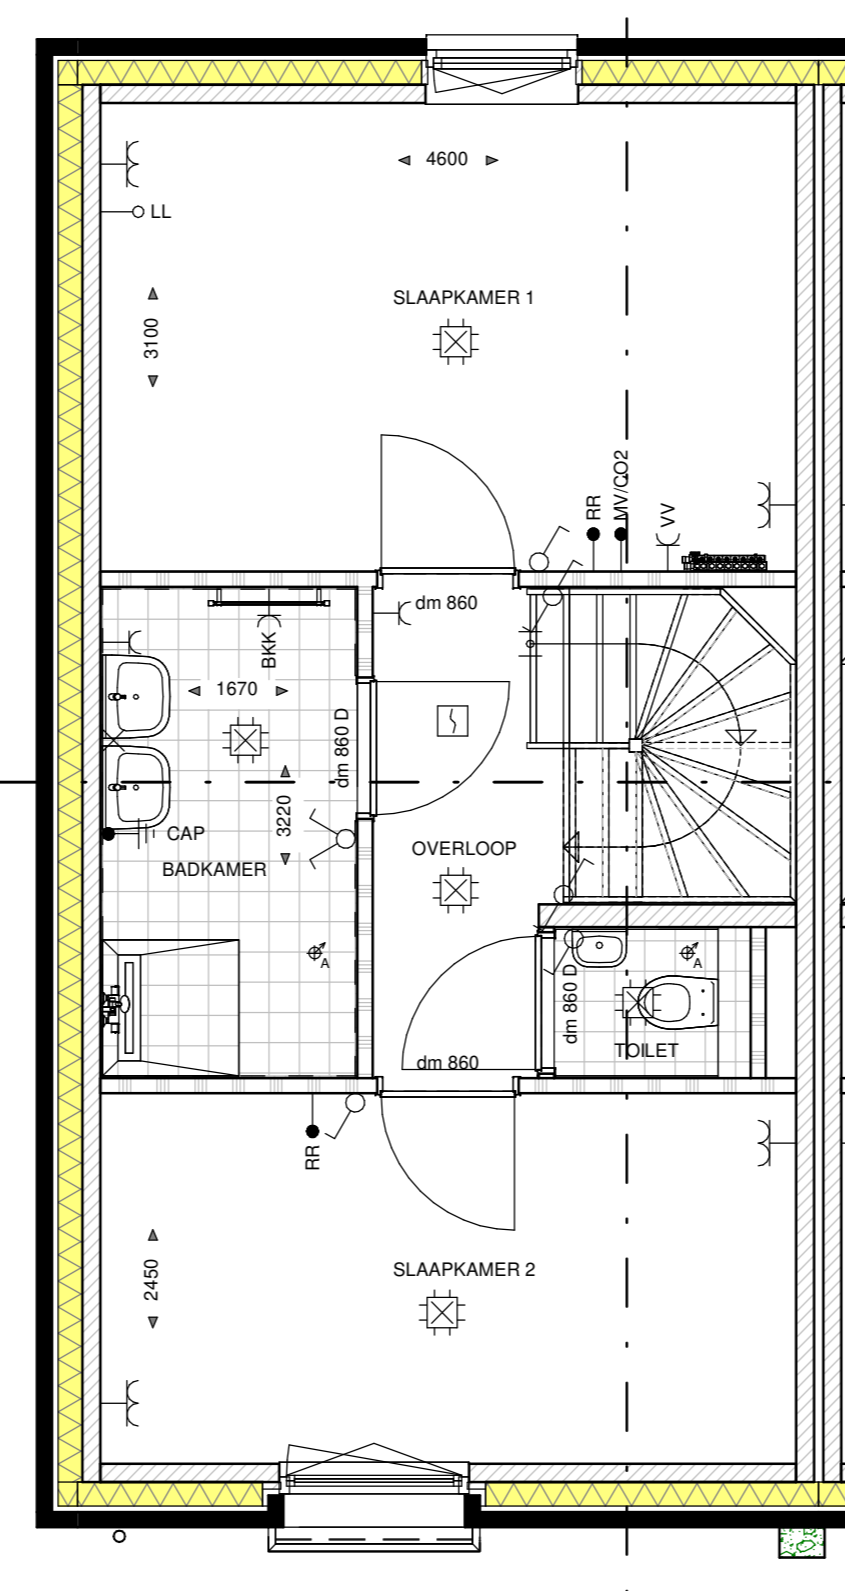 4600
LL
SLAAPKAMER 1
3100
RR
MV/CO2
VV
dm 860
BKK
1670
dm 860 D
3220
CAP
OVERLOOP
BADKAMER
A
A
dm 860 D
TOILET
dm 860
RR
SLAAPKAMER 2
2450